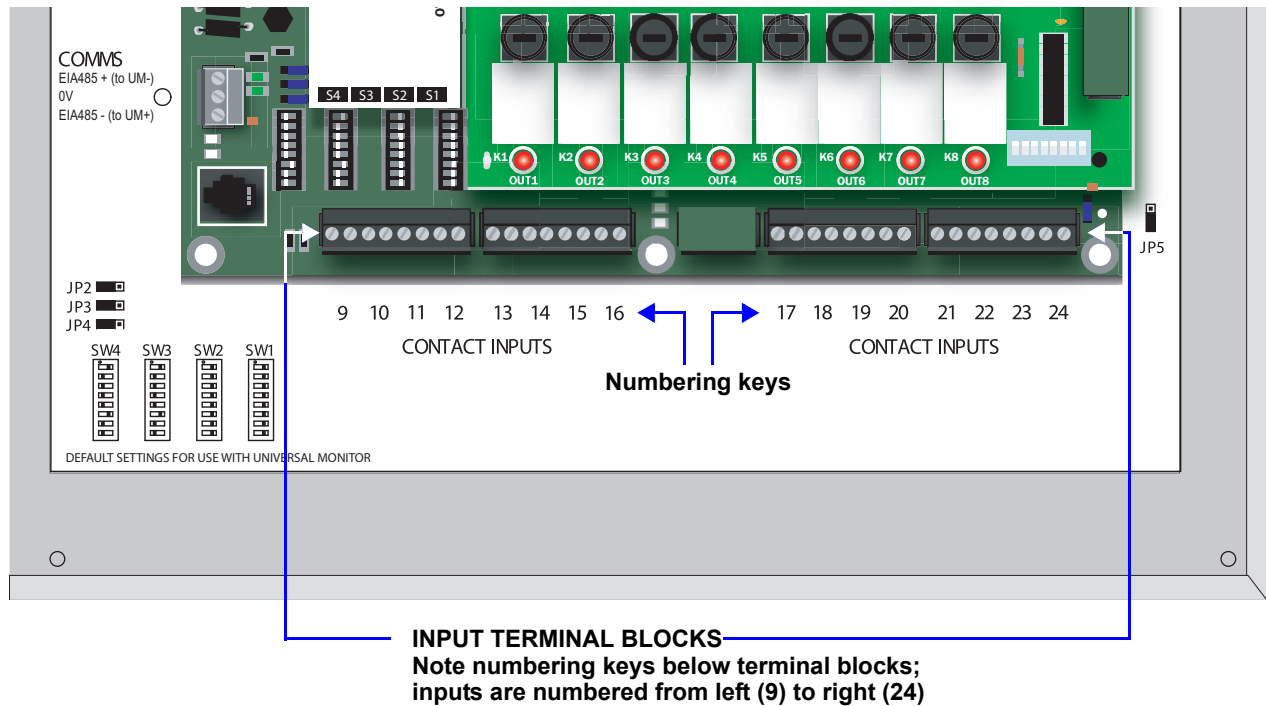 0
COMMS
EIA485 + (to UM-)
0V
EIA485 - (to UM+)
S4 S3 S2 S1
K1 K2 K3 K4 K5 K6 K7 K8
OUT1 OUT2 OUT3 OUT4 OUT5 OUT6 OUT7 OUT8
JP5
JP2
JP3
JP4
9 10 11 12 13 14 15 16 17 18 19 20 21 22 23 24
CONTACT INPUTS CONTACT INPUTS
SW4 SW3 SW2 SW1
Numbering keys
DEFAULT SETTINGS FOR USE WITH UNIVERSAL MONITOR
INPUT TERMINAL BLOCKS
Note numbering keys below terminal blocks;
inputs are numbered from left (9) to right (24)